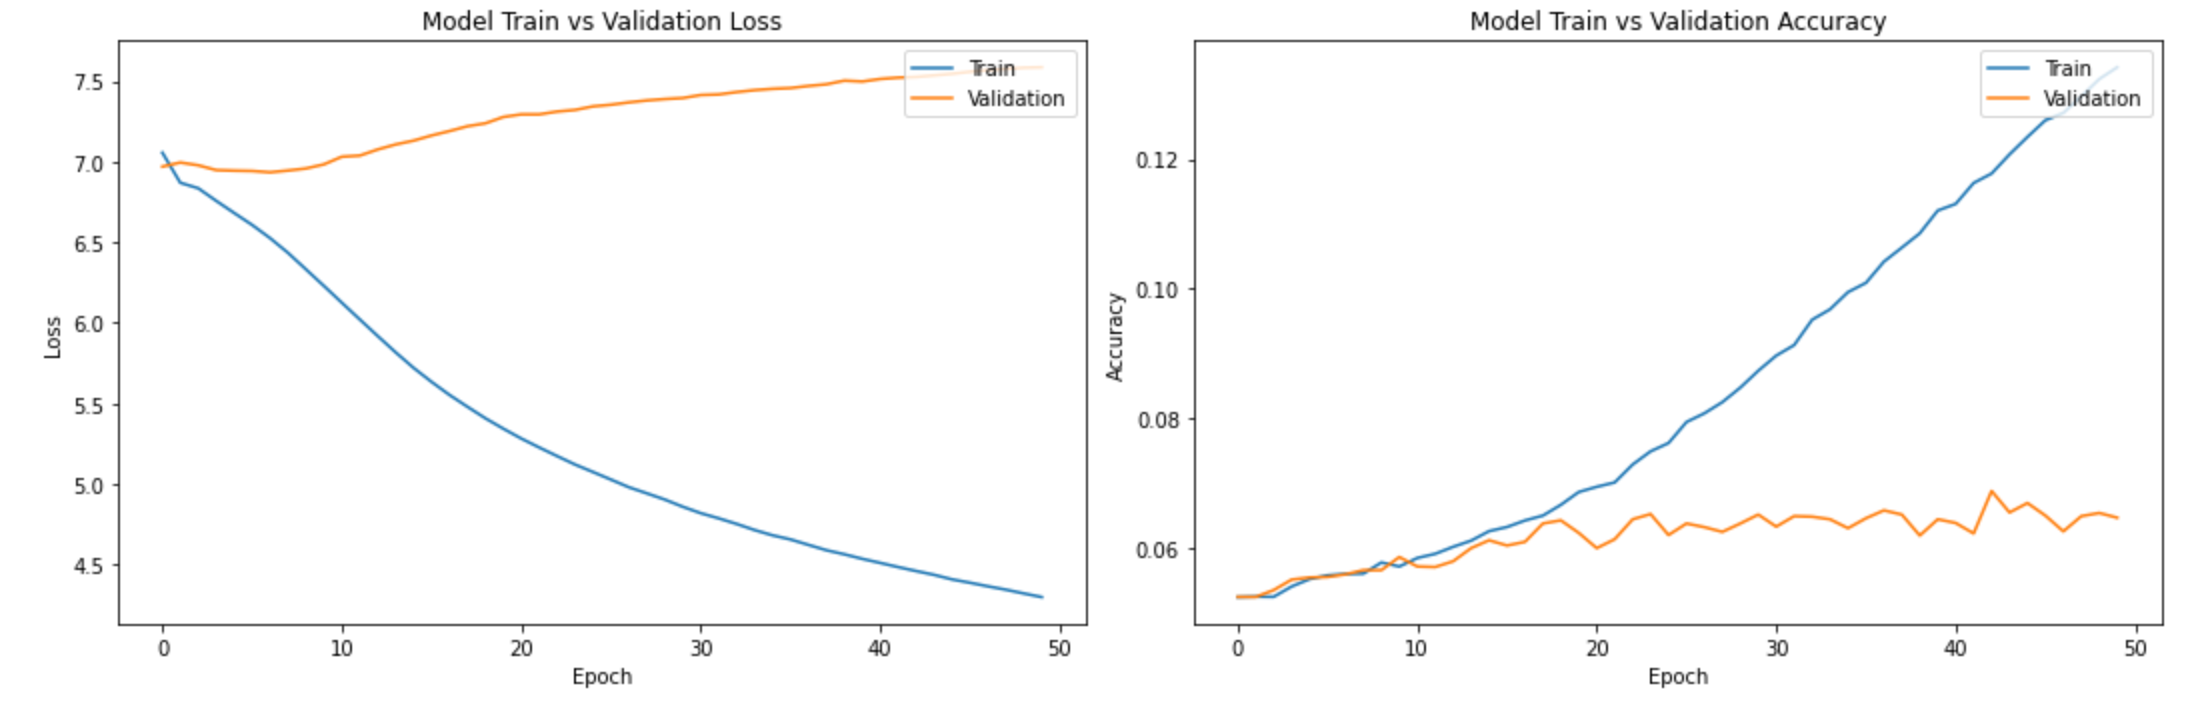 Model Train vs Validation Loss
7.5
7.0
6.5
6.0
5.5
5.0
4.5
Loss
0
10
20
30
40
50
Epoch
Train
Validation
Model Train vs Validation Accuracy
0.12
0.10
0.08
0.06
Accuracy
0
10
20
30
40
50
Epoch
Train
Validation